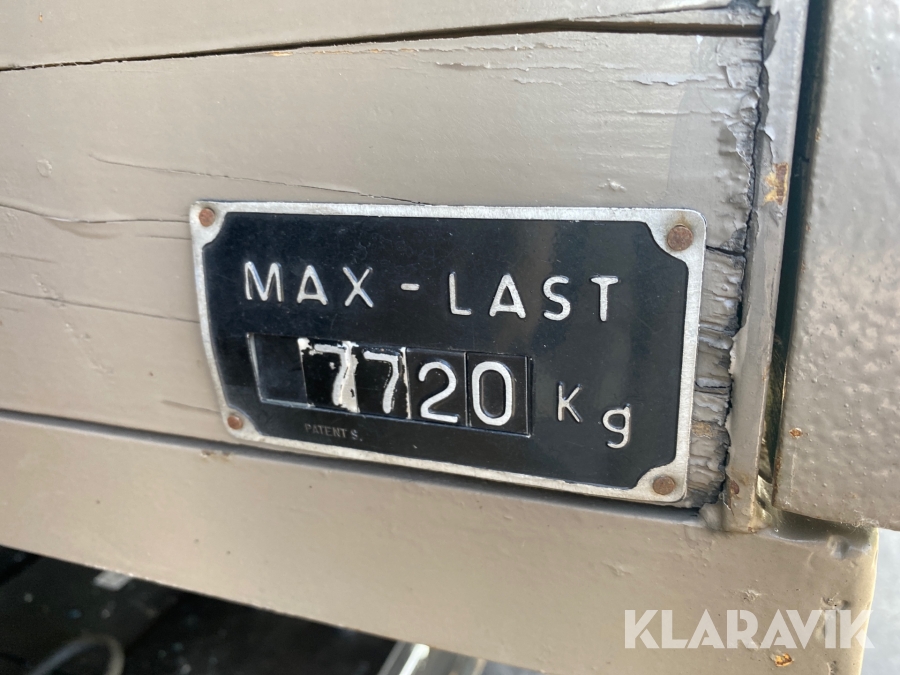 MAX - LAST
7720 Kg
PATENT S.
KLARAVIK